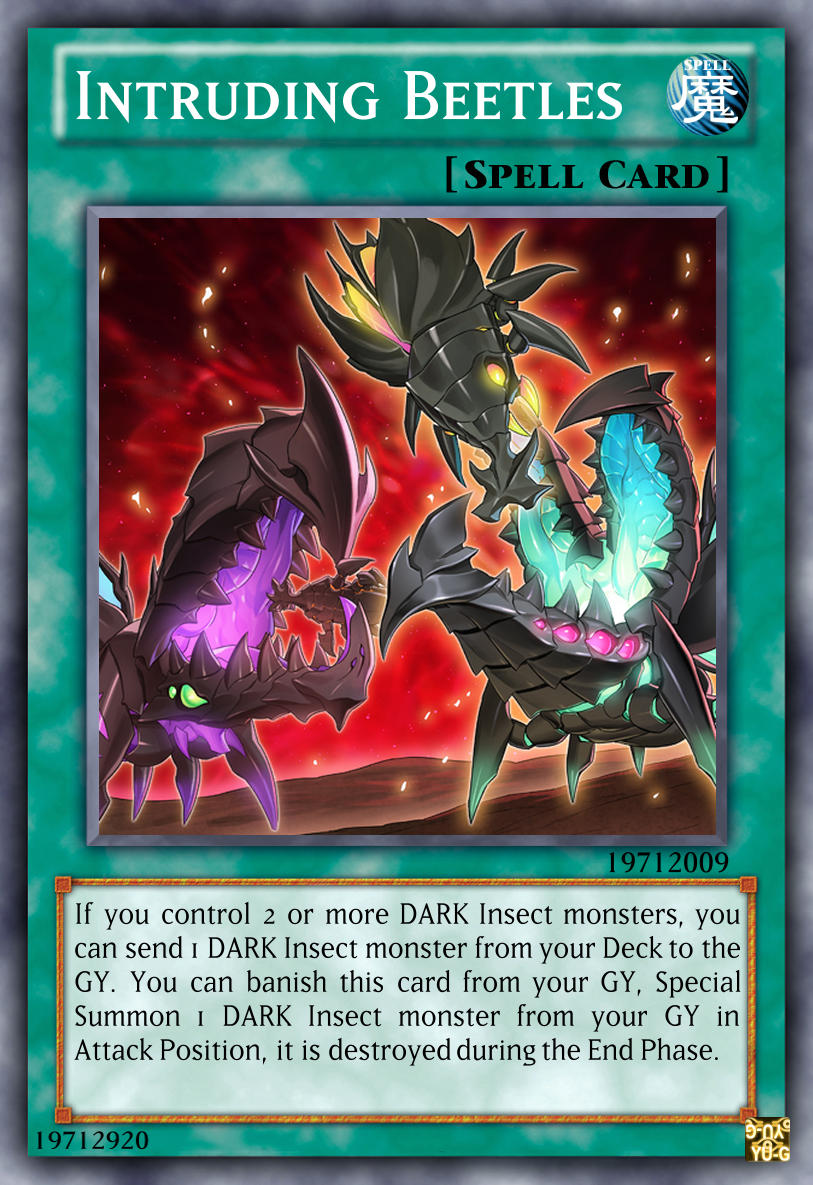 Intruding Beetles
SPELL
魔
[Spell Card]
19712009
If you control 2 or more DARK Insect monsters, you
can send 1 DARK Insect monster from your Deck to the
GY. You can banish this card from your GY, Special
Summon 1 DARK Insect monster from your GY in
Attack Position, it is destroyed during the End Phase.
19712920
YU-G